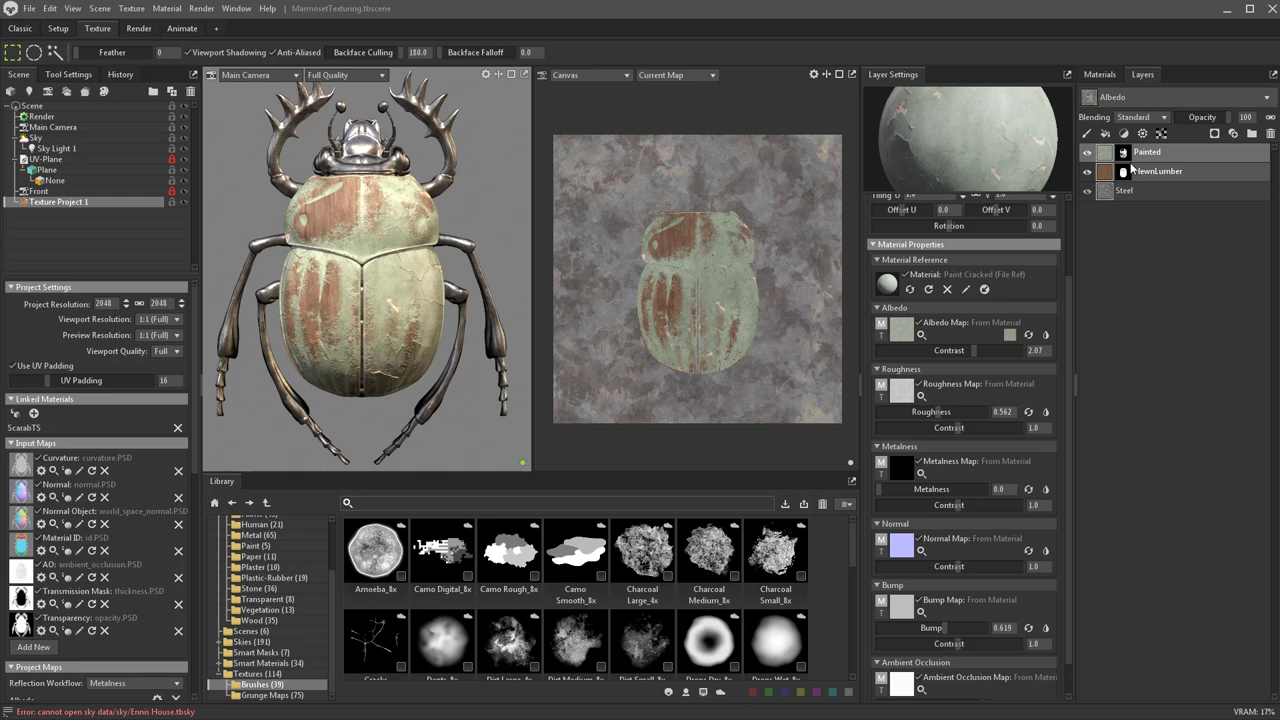 File Edit View Scene Texture Material Render Window Help MarmosetTexturing.tbscene
Classic Setup Texture Render Animate +
Feather 0 Viewport Shadowing Anti-Aliased Backface Culling 180.0 Backface Falloff 0.0
Scene Tool Settings History
Scene
Render
Main Camera
Sky
Sky Light 1
UV-Plane
Plane
None
Front
Texture Project 1
Project Settings
Project Resolution: 2048 2048
Viewport Resolution: 1:1 (Full)
Preview Resolution: 1:1 (Full)
Viewport Quality: Full
Use UV Padding
UV Padding 16
Linked Materials
ScarabTS
Input Maps
Curvature: curvature.PSD
Normal: normal.PSD
Normal Object: world_space_normal.PSD
Material ID: id.PSD
AO: ambient_occlusion.PSD
Transmission Mask: thickness.PSD
Transparency: opacity.PSD
Add New
Project Maps
Reflection Workflow: Metalness
Main Camera Full Quality
Canvas Current Map
Library
Human (21)
Metal (65)
Paint (5)
Paper (11)
Plaster (10)
Plastic-Rubber (19)
Stone (36)
Transparent (8)
Vegetation (13)
Wood (35)
Scenes (6)
Skies (191)
Smart Masks (7)
Smart Materials (34)
Textures (114)
Brushes (39)
Grunge Maps (75)
Amoeba_8x Camo Digital_8x Camo Rough_8x Camo Smooth_8x Charcoal Large_4x Charcoal Medium_8x Charcoal Small_8x
Layer Settings
Offset U 0.0 Offset V 0.0
Rotation 0.0
Material Properties
Material Reference
Material: Paint Cracked (File Ref)
Albedo
M
T
Albedo Map: From Material
Contrast 2.07
Roughness
M
T
Roughness Map: From Material
Roughness 0.562
Contrast 1.0
Metalness
M
T
Metalness Map: From Material
Metalness 0.0
Contrast 1.0
Normal
M
T
Normal Map: From Material
Contrast 1.0
Bump
M
T
Bump Map: From Material
Bump 0.619
Contrast 1.0
Ambient Occlusion
M
T
Ambient Occlusion Map: From Mater
Materials Layers
Albedo
Blending Standard Opacity 100
Painted
HewnLumber
Steel
Error: cannot open sky data/sky/Ennis House.tbsky
VRAM: 17%